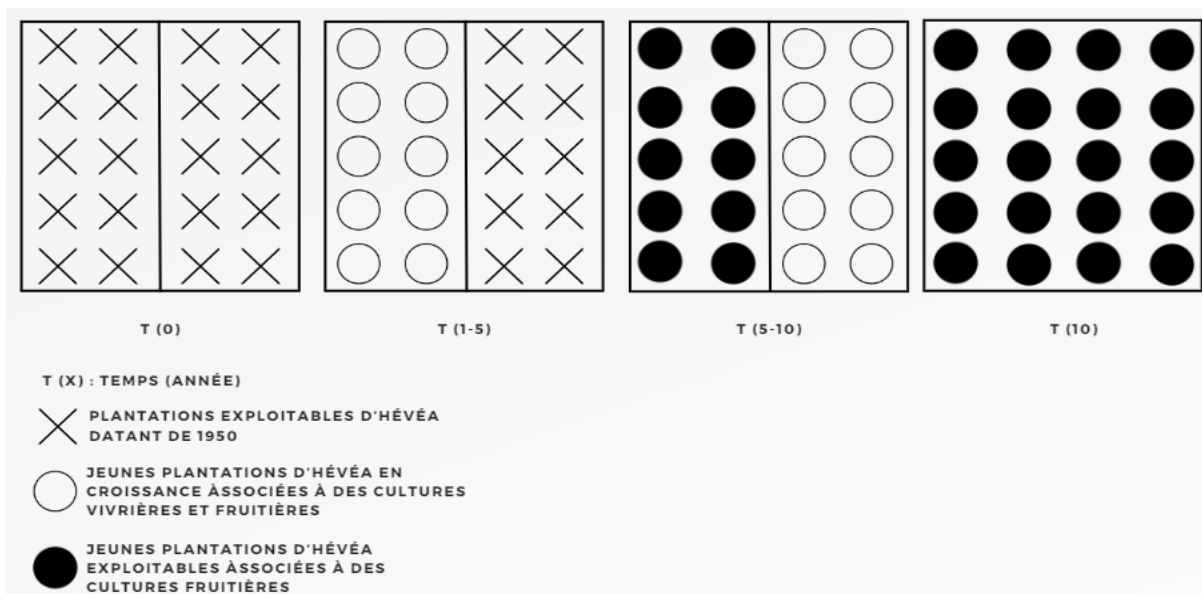 T (0)
T (1-5)
T (5-10)
T (10)
T (X) : TEMPS (ANNÉE)
PLANTATIONS EXPLOITABLES D'HÉVÉA
DATANT DE 1950
JEUNES PLANTATIONS D'HÉVÉA EN
CROISSANCE ÀSSOCIÉES À DES CULTURES
VIVRIÈRES ET FRUITIÈRES
JEUNES PLANTATIONS D'HÉVÉA
EXPLOITABLES ÀSSOCIÉES À DES
CULTURES FRUITIÈRES